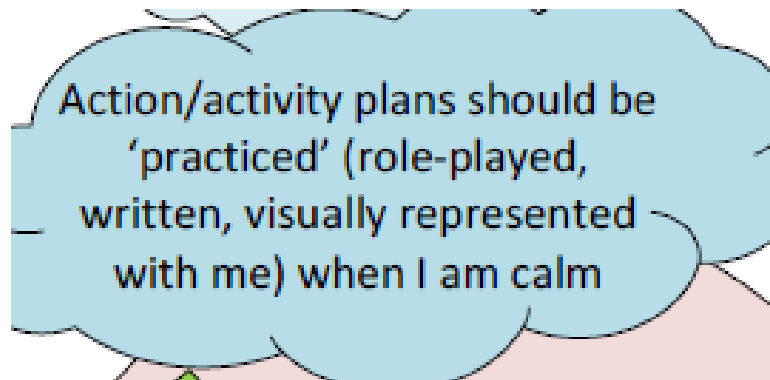 Action/activity plans should be
‘practiced’ (role-played,
written, visually represented
with me) when I am calm